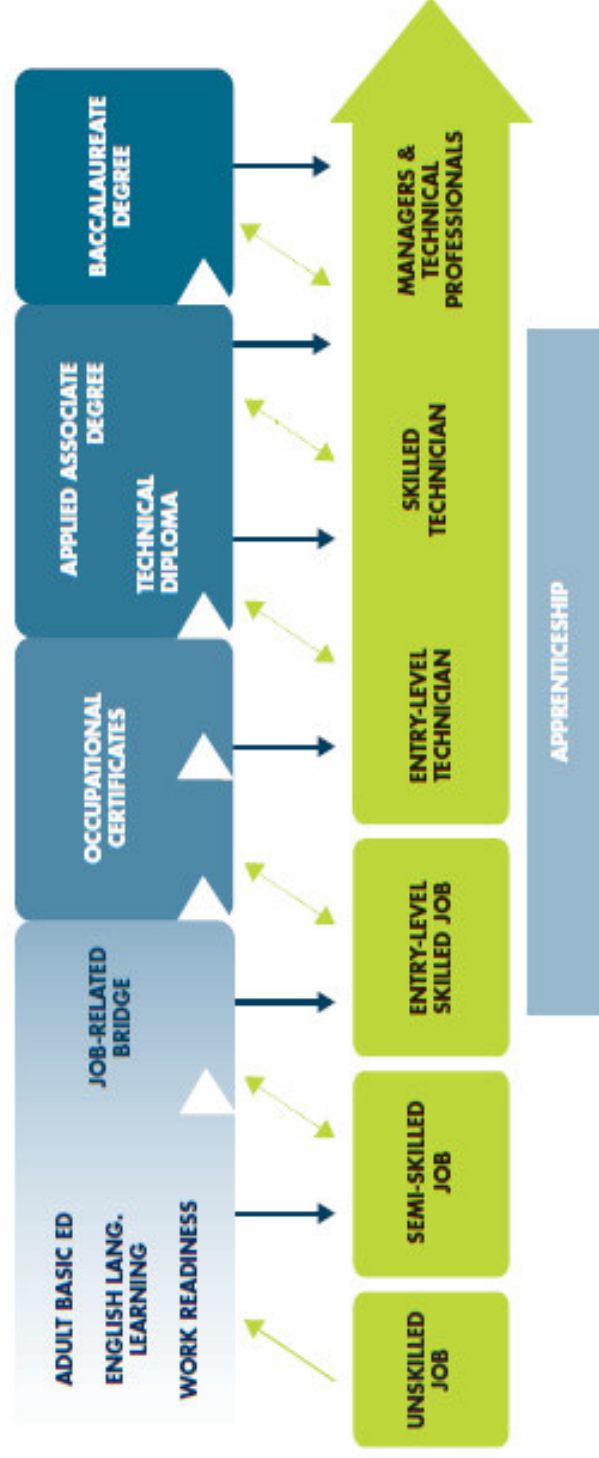 ADULT BASIC ED
ENGLISH LANG.
LEARNING
WORK READINESS
JOB-RELATED
BRIDGE
OCCUPATIONAL
CERTIFICATES
APPLIED ASSOCIATE
DEGREE
TECHNICAL
DIPLOMA
BACCALAUREATE
DEGREE
UNSKILLED
JOB
SEMI-SKILLED
JOB
ENTRY-LEVEL
SKILLED JOB
ENTRY-LEVEL
TECHNICIAN
SKILLED
TECHNICIAN
MANAGERS &
TECHNICAL
PROFESSIONALS
APPRENTICESHIP